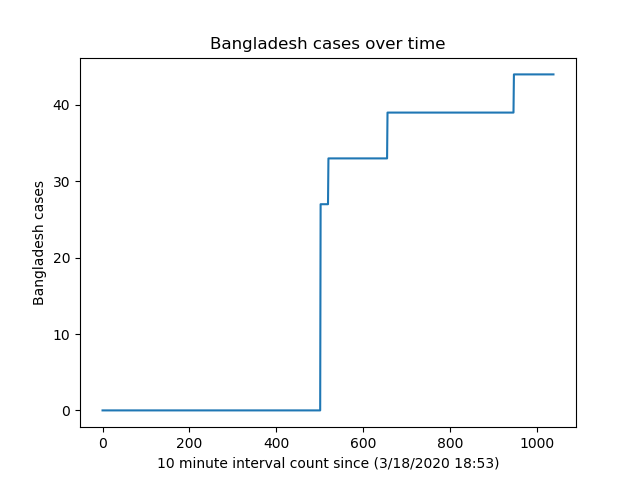 Bangladesh cases over time
Bangladesh cases
40
30
20
10
0
0 200 400 600 800 1000
10 minute interval count since (3/18/2020 18:53)